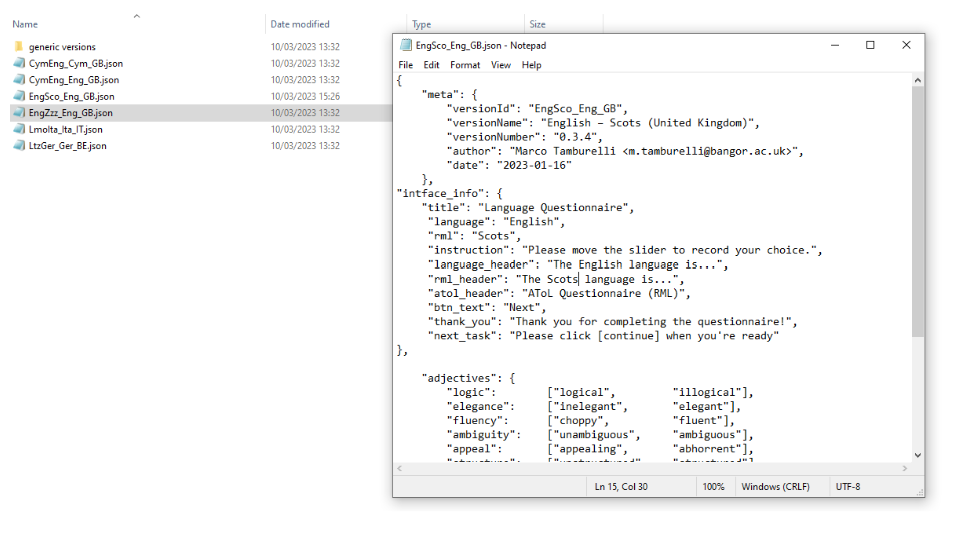 Name Date modified Type Size
generic versions 10/03/2023 13:32
CymEng_Cym_GB.json 10/03/2023 13:32
CymEng_Eng_GB.json 10/03/2023 13:32
EngSco_Eng_GB.json 10/03/2023 15:26
EngZzz_Eng_GB.json 10/03/2023 13:32
LmoIta_Ita_IT.json 10/03/2023 13:32
LtzGer_Ger_BE.json 10/03/2023 13:32
EngSco_Eng_GB.json - Notepad
File Edit Format View Help
{
"meta": {
"versionId": "EngSco_Eng_GB",
"versionName": "English – Scots (United Kingdom)",
"versionNumber": "0.3.4",
"author": "Marco Tamburelli <m.tamburelli@bangor.ac.uk>",
"date": "2023-01-16"
},
"intface_info": {
"title": "Language Questionnaire",
"language": "English",
"rml": "Scots",
"instruction": "Please move the slider to record your choice.",
"language_header": "The English language is...",
"rml_header": "The Scots language is...",
"atol_header": "AToL Questionnaire (RML)",
"btn_text": "Next",
"thank_you": "Thank you for completing the questionnaire!",
"next_task": "Please click [continue] when you're ready"
},
"adjectives": {
"logic": ["logical", "illogical"],
"elegance": ["inelegant", "elegant"],
"fluency": ["choppy", "fluent"],
"ambiguity": ["unambiguous", "ambiguous"],
"appeal": ["appealing", "abhorrent"],
Ln 15, Col 30 100% Windows (CRLF) UTF-8